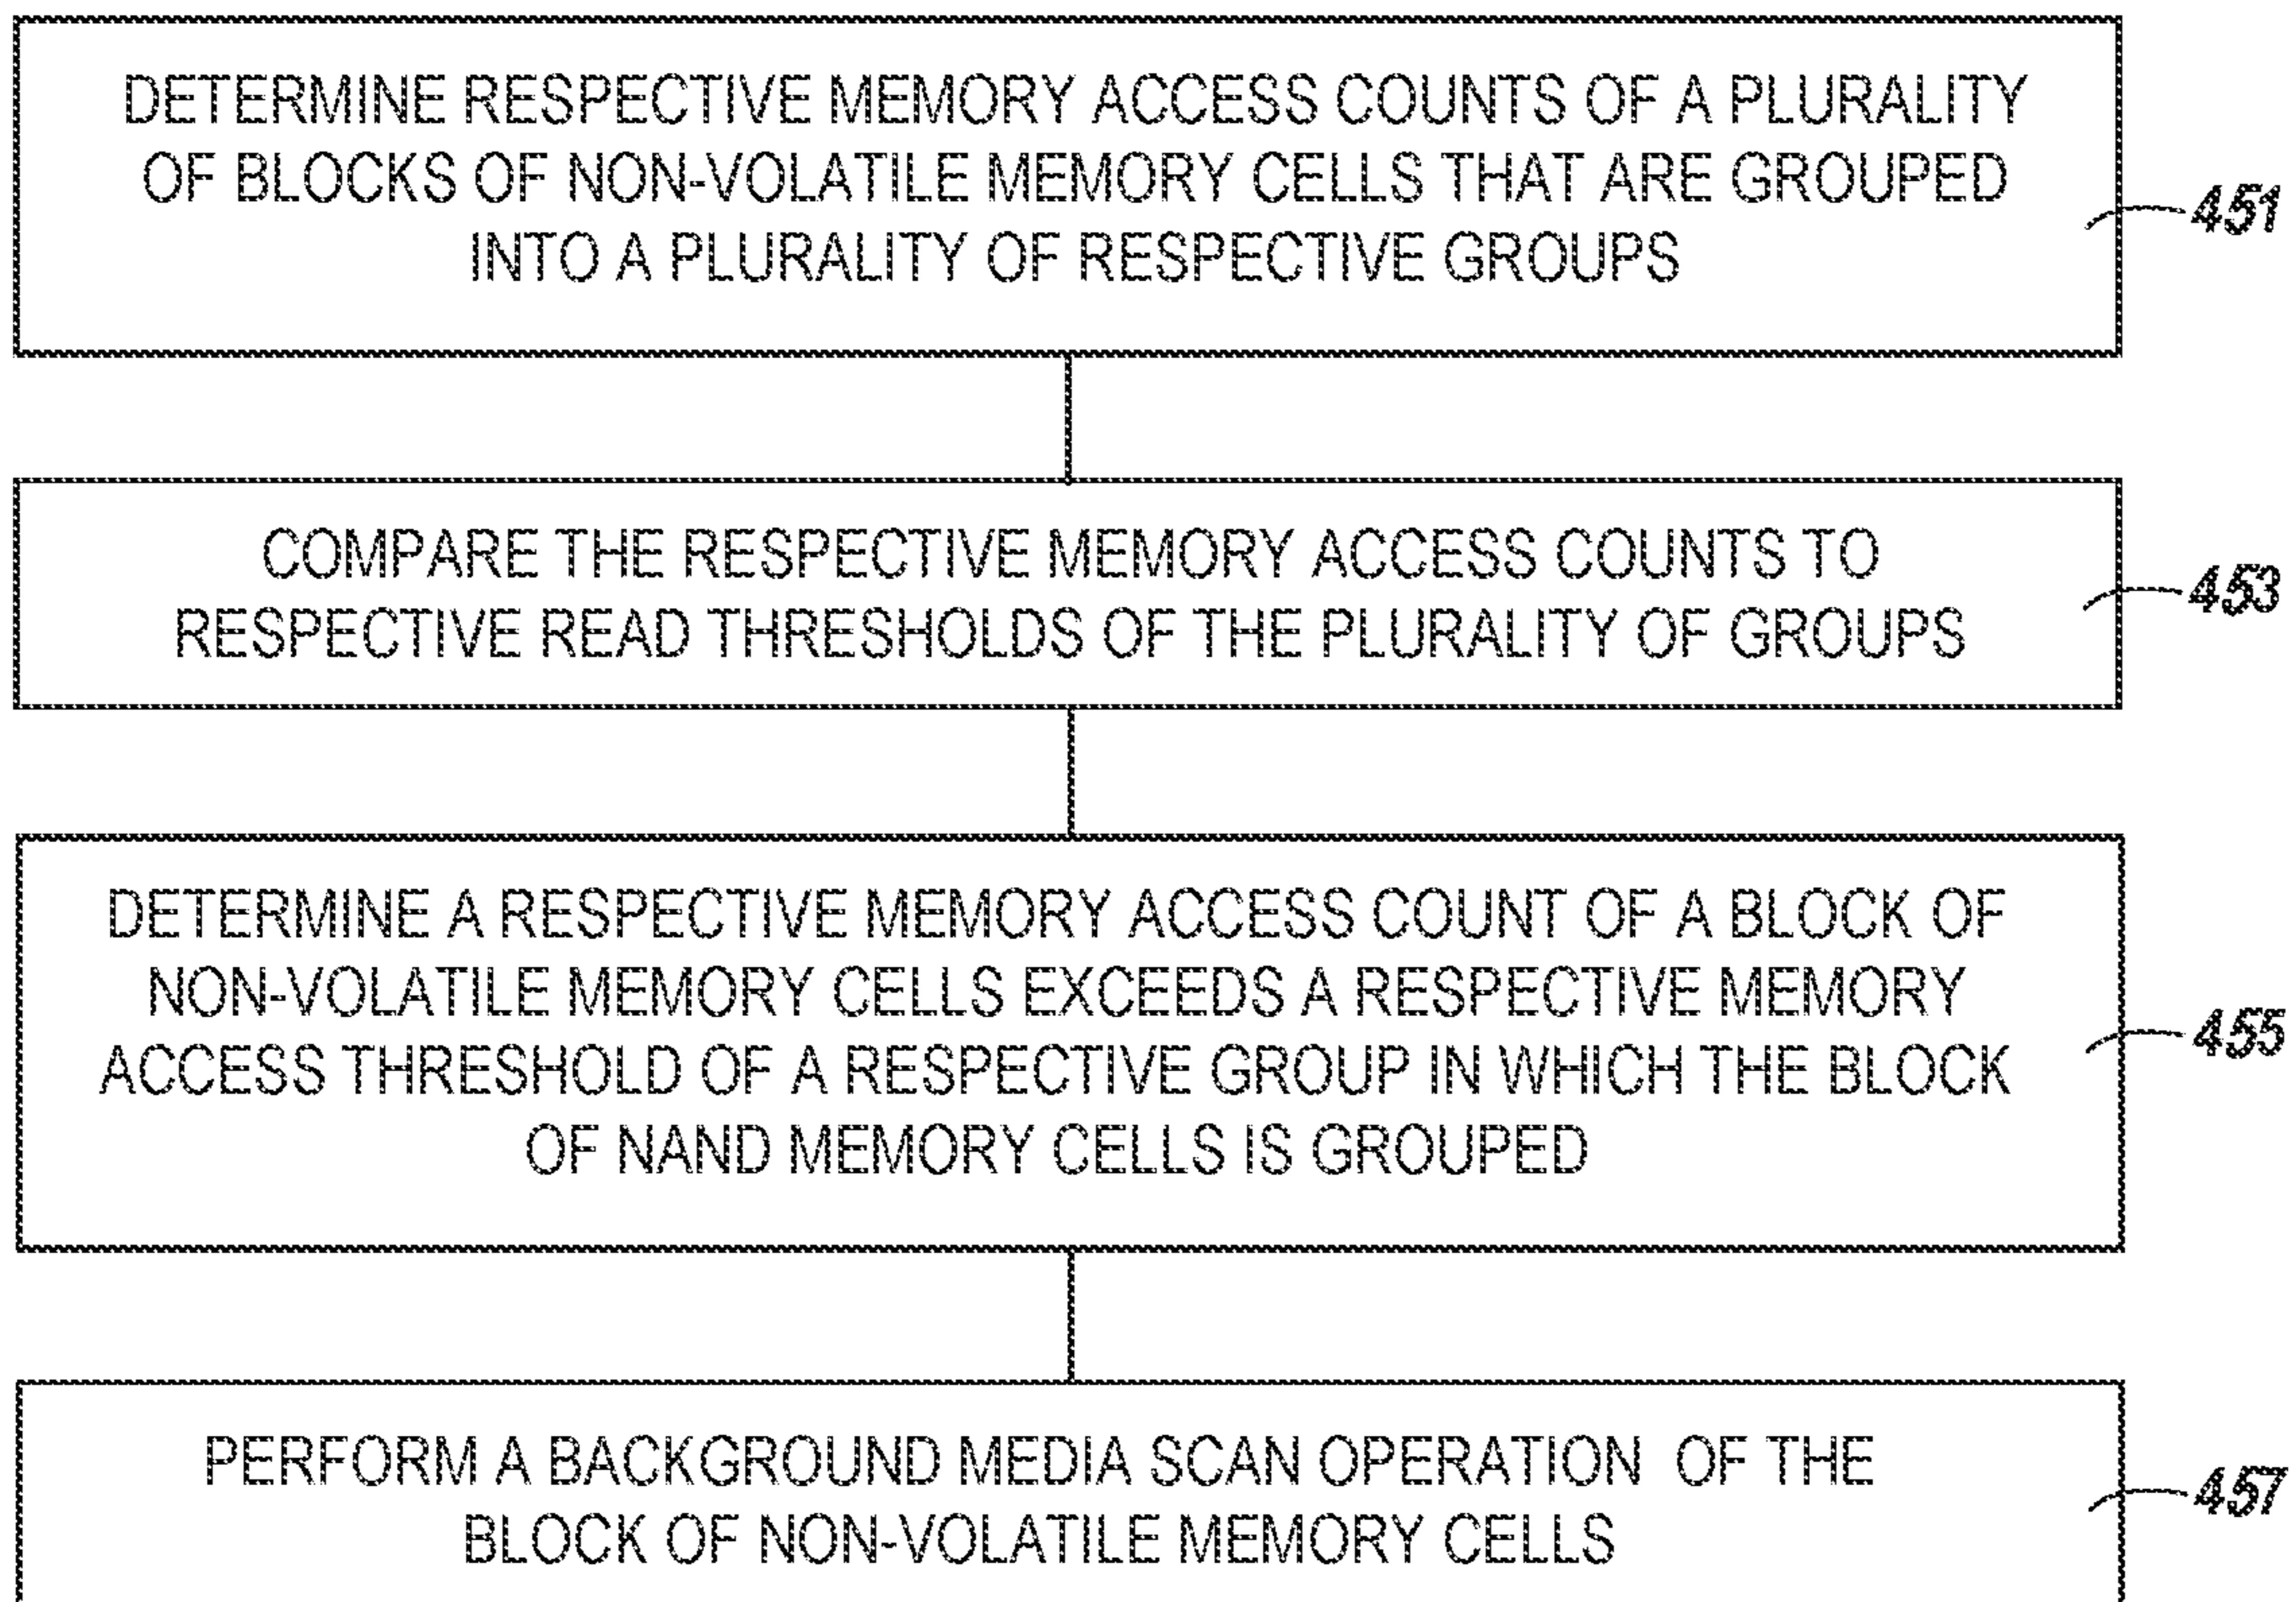 DETERMINE RESPECTIVE MEMORY ACCESS COUNTS OF A PLURALITY
OF BLOCKS OF NON-VOLATILE MEMORY CELLS THAT ARE GROUPED
INTO A PLURALITY OF RESPECTIVE GROUPS
451
COMPARE THE RESPECTIVE MEMORY ACCESS COUNTS TO
RESPECTIVE READ THRESHOLDS OF THE PLURALITY OF GROUPS
453
DETERMINE A RESPECTIVE MEMORY ACCESS COUNT OF A BLOCK OF
NON-VOLATILE MEMORY CELLS EXCEEDS A RESPECTIVE MEMORY
ACCESS THRESHOLD OF A RESPECTIVE GROUP IN WHICH THE BLOCK
OF NAND MEMORY CELLS IS GROUPED
455
PERFORM A BACKGROUND MEDIA SCAN OPERATION OF THE
BLOCK OF NON-VOLATILE MEMORY CELLS
457